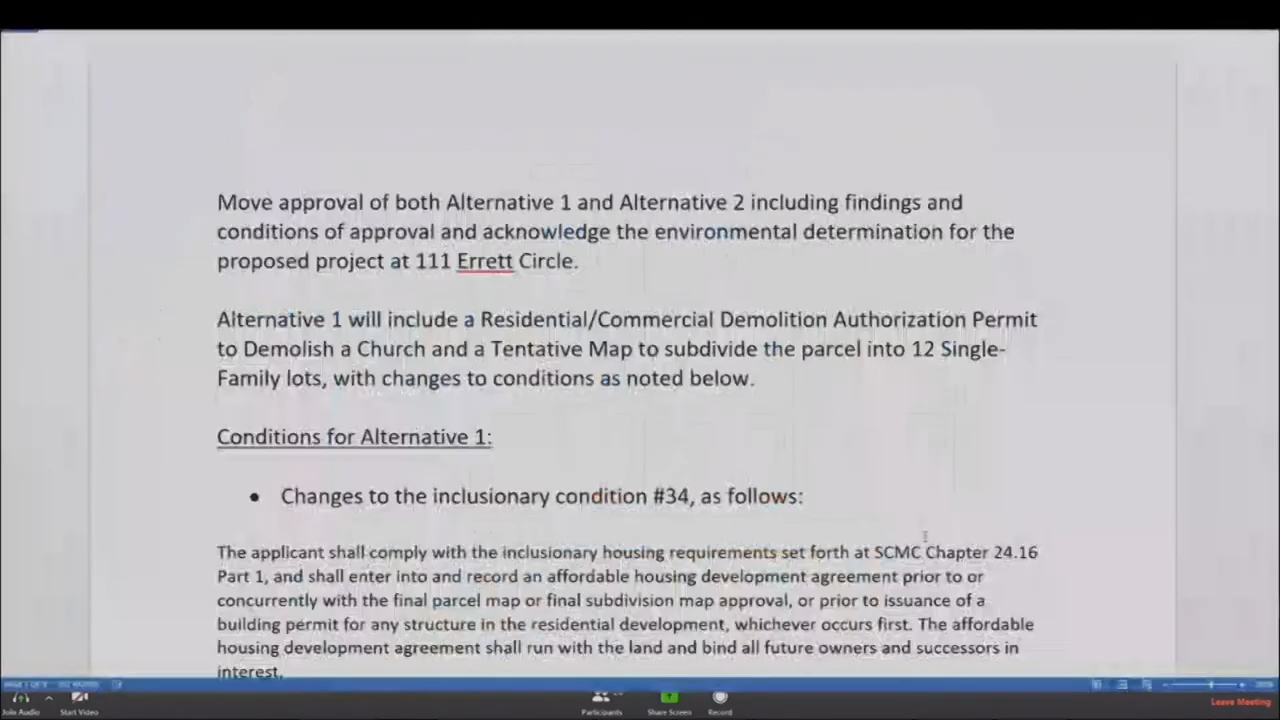 Move approval of both Alternative 1 and Alternative 2 including findings and
conditions of approval and acknowledge the environmental determination for the
proposed project at 111 Errett Circle.
Alternative 1 will include a Residential/Commercial Demolition Authorization Permit
to Demolish a Church and a Tentative Map to subdivide the parcel into 12 Single-
Family lots, with changes to conditions as noted below.
Conditions for Alternative 1:
• Changes to the inclusionary condition #34, as follows:
The applicant shall comply with the inclusionary housing requirements set forth at SCMC Chapter 24.16
Part 1, and shall enter into and record an affordable housing development agreement prior to or
concurrently with the final parcel map or final subdivision map approval, or prior to issuance of a
building permit for any structure in the residential development, whichever occurs first. The affordable
housing development agreement shall run with the land and bind all future owners and successors in
interest.
Join Audio Start Video Participants Share Screen Record Leave Meeting